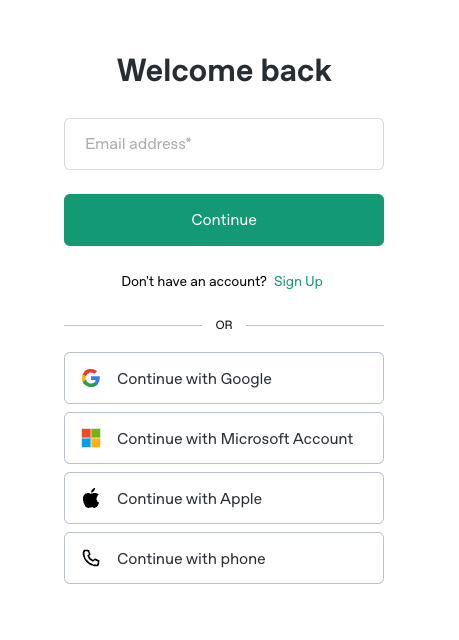 Welcome back
Email address*
Continue
Don't have an account? Sign Up
OR
Continue with Google
Continue with Microsoft Account
Continue with Apple
Continue with phone